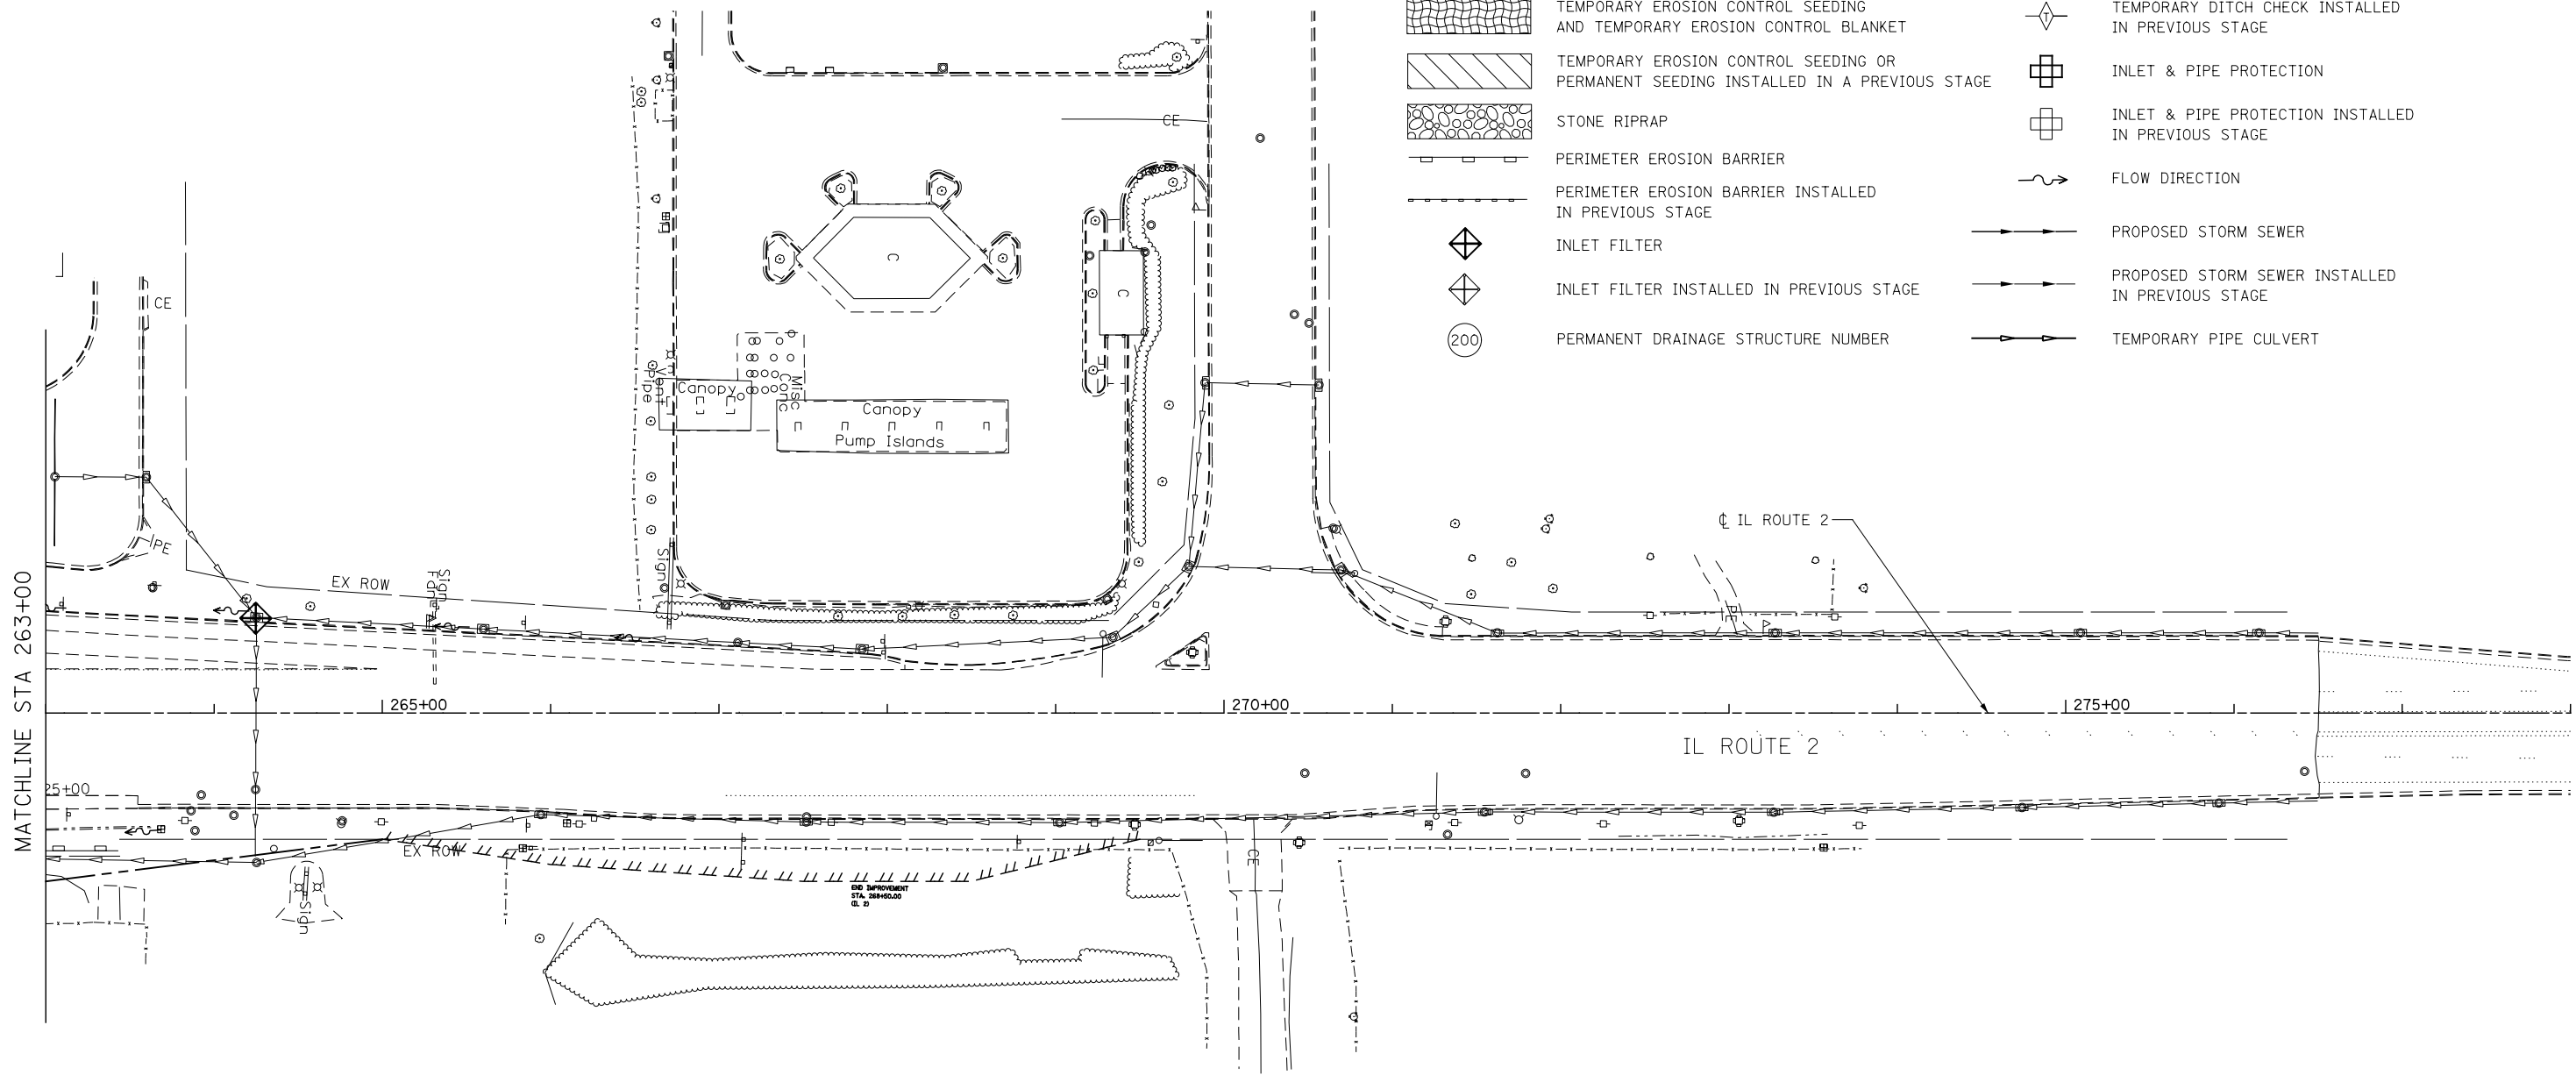 TEMPORARY EROSION CONTROL SEEDING
AND TEMPORARY EROSION CONTROL BLANKET
TEMPORARY EROSION CONTROL SEEDING OR
PERMANENT SEEDING INSTALLED IN A PREVIOUS STAGE
STONE RIPRAP
PERIMETER EROSION BARRIER
PERIMETER EROSION BARRIER INSTALLED
IN PREVIOUS STAGE
INLET FILTER
INLET FILTER INSTALLED IN PREVIOUS STAGE
200
PERMANENT DRAINAGE STRUCTURE NUMBER
T
TEMPORARY DITCH CHECK INSTALLED
IN PREVIOUS STAGE
INLET & PIPE PROTECTION
INLET & PIPE PROTECTION INSTALLED
IN PREVIOUS STAGE
FLOW DIRECTION
PROPOSED STORM SEWER
PROPOSED STORM SEWER INSTALLED
IN PREVIOUS STAGE
TEMPORARY PIPE CULVERT
CE
C
C
CE
Vent
Pipe
Canopy
Misc
Conc
Canopy
Pump Islands
PE
EX ROW
Sign
Sign
℄ IL ROUTE 2
MATCHLINE STA 263+00
265+00
270+00
275+00
IL ROUTE 2
25+00
EX ROW
CE
Sign
END IMPROVEMENT
STA. 268+50.00
(IL 2)